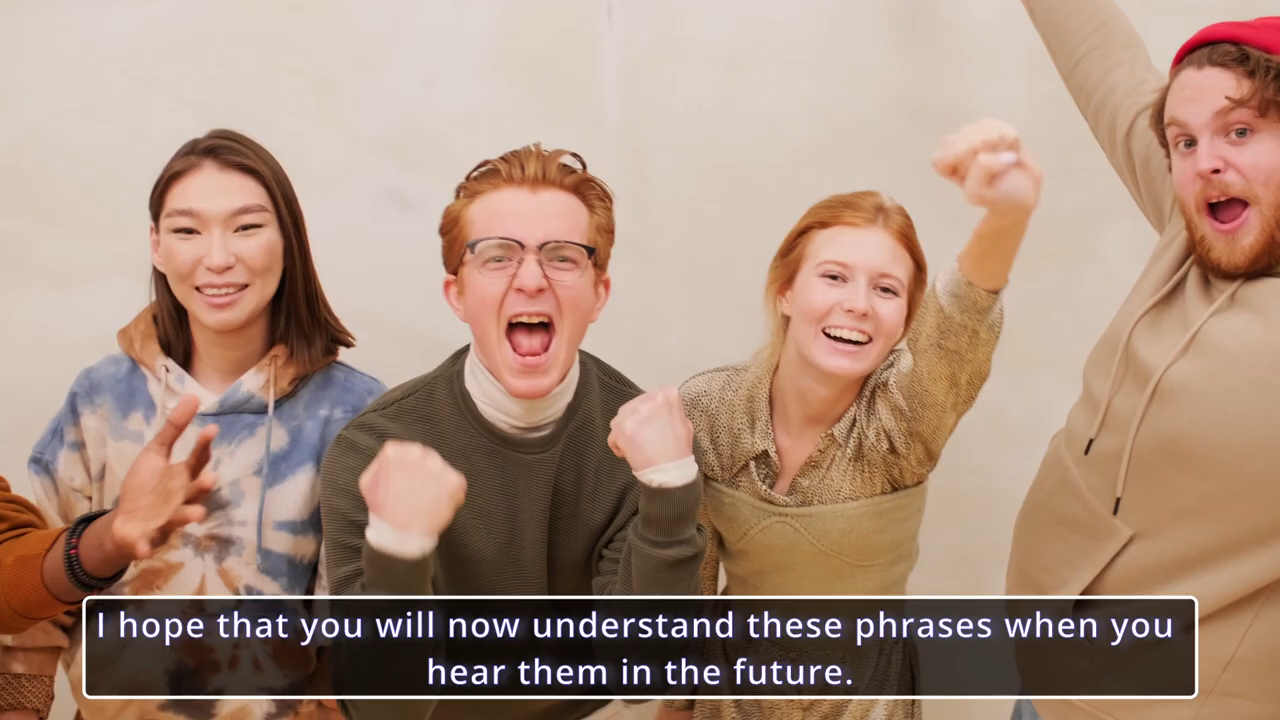 I hope that you will now understand these phrases when you
hear them in the future.